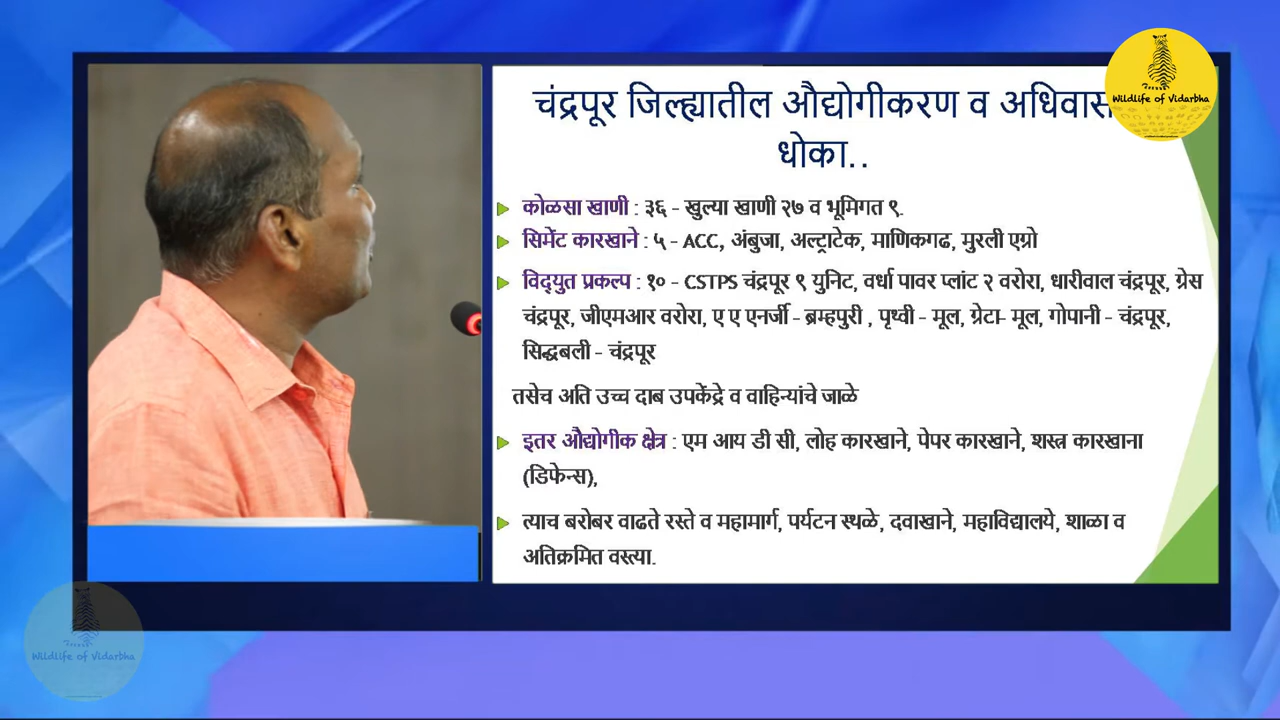 चंद्रपूर जिल्ह्यातील औद्योगीकरण व
धोका..
Wildlife of Vidarbha
कोळसा खाणी : ३६ - खुल्या खाणी २७ व भूमिगत ९.
सिमेंट कारखाने : ५ - ACC, अंबुजा, अल्ट्राटेक, माणिकगढ, मुरली एग्रो
विद्युत प्रकल्प : १० - CSTPS चंद्रपूर ९ युनिट, वर्धा पावर प्लांट २ वरोरा, धारीवाल चंद्रपूर, ग्रेस
चंद्रपूर, जीएमआर वरोरा, ए ए एनर्जी - ब्रम्हपुरी , पृथ्वी - मूल, ग्रेटा- मूल, गोपानी - चंद्रपूर,
सिद्धबली - चंद्रपूर
तसेच अति उच्च दाब उपकेंद्रे व वाहिन्यांचे जाळे
इतर औद्योगीक क्षेत्र : एम आय डी सी, लोह कारखाने, पेपर कारखाने, शस्त्र कारखाना
(डिफेन्स),
त्याच बरोबर वाढते रस्ते व महामार्ग, पर्यटन स्थळे, दवाखाने, महाविद्यालये, शाळा व
अतिक्रमित वस्त्या.
Wildlife of Vidarbha